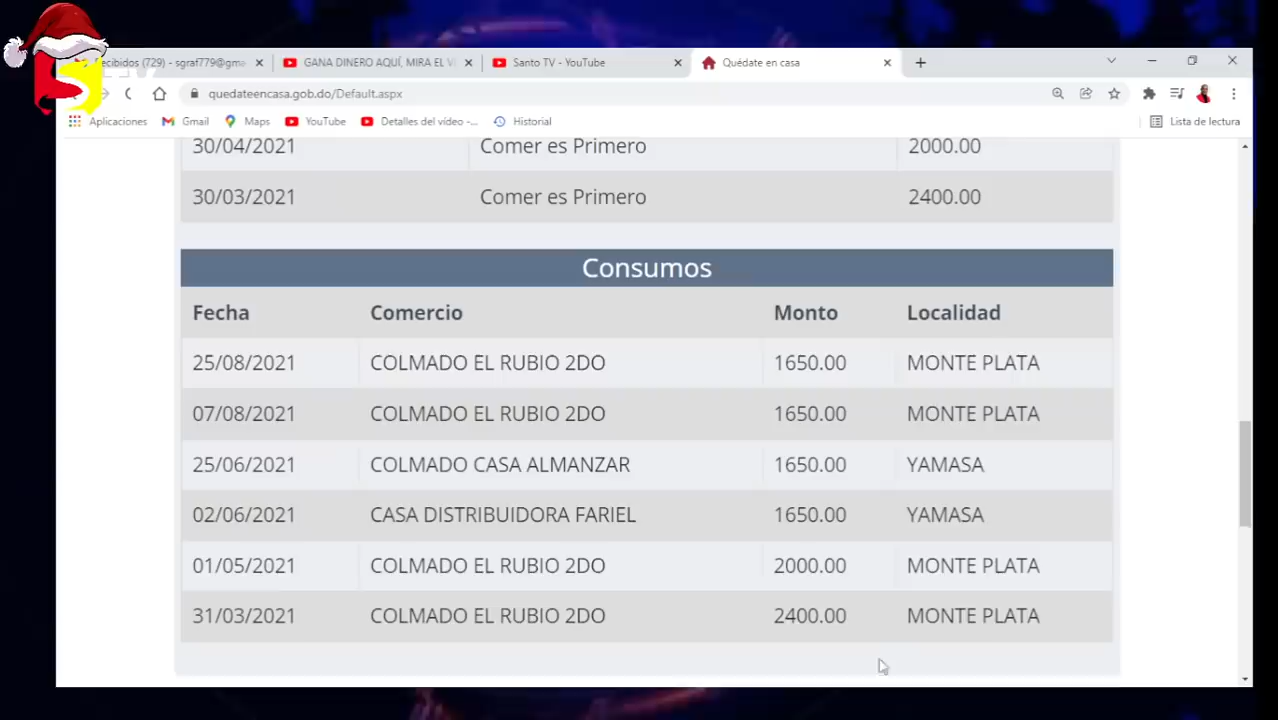 Recibidos (729) - sgraf779@gma
GANA DINERO AQUÍ, MIRA EL V
Santo TV - YouTube
Quédate en casa
quedateencasa.gob.do/Default.aspx
Aplicaciones Gmail Maps YouTube Detalles del vídeo -... Historial Lista de lectura
30/04/2021 Comer es Primero 2000.00
30/03/2021 Comer es Primero 2400.00
Consumos
Fecha Comercio Monto Localidad
25/08/2021 COLMADO EL RUBIO 2DO 1650.00 MONTE PLATA
07/08/2021 COLMADO EL RUBIO 2DO 1650.00 MONTE PLATA
25/06/2021 COLMADO CASA ALMANZAR 1650.00 YAMASA
02/06/2021 CASA DISTRIBUIDORA FARIEL 1650.00 YAMASA
01/05/2021 COLMADO EL RUBIO 2DO 2000.00 MONTE PLATA
31/03/2021 COLMADO EL RUBIO 2DO 2400.00 MONTE PLATA